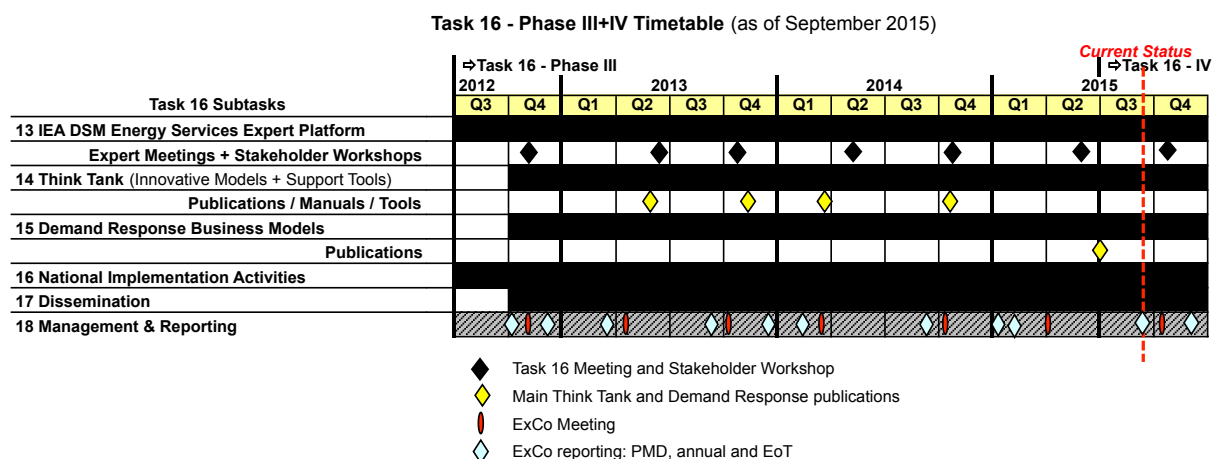 Task 16 - Phase III+IV Timetable (as of September 2015)
Current Status
⇨Task 16 - Phase III ⇨Task 16 - IV
2012 2013 2014 2015
Task 16 Subtasks Q3 Q4 Q1 Q2 Q3 Q4 Q1 Q2 Q3 Q4 Q1 Q2 Q3 Q4
13 IEA DSM Energy Services Expert Platform
Expert Meetings + Stakeholder Workshops
14 Think Tank (Innovative Models + Support Tools)
Publications / Manuals / Tools
15 Demand Response Business Models
Publications
16 National Implementation Activities
17 Dissemination
18 Management & Reporting
Task 16 Meeting and Stakeholder Workshop
Main Think Tank and Demand Response publications
ExCo Meeting
ExCo reporting: PMD, annual and EoT